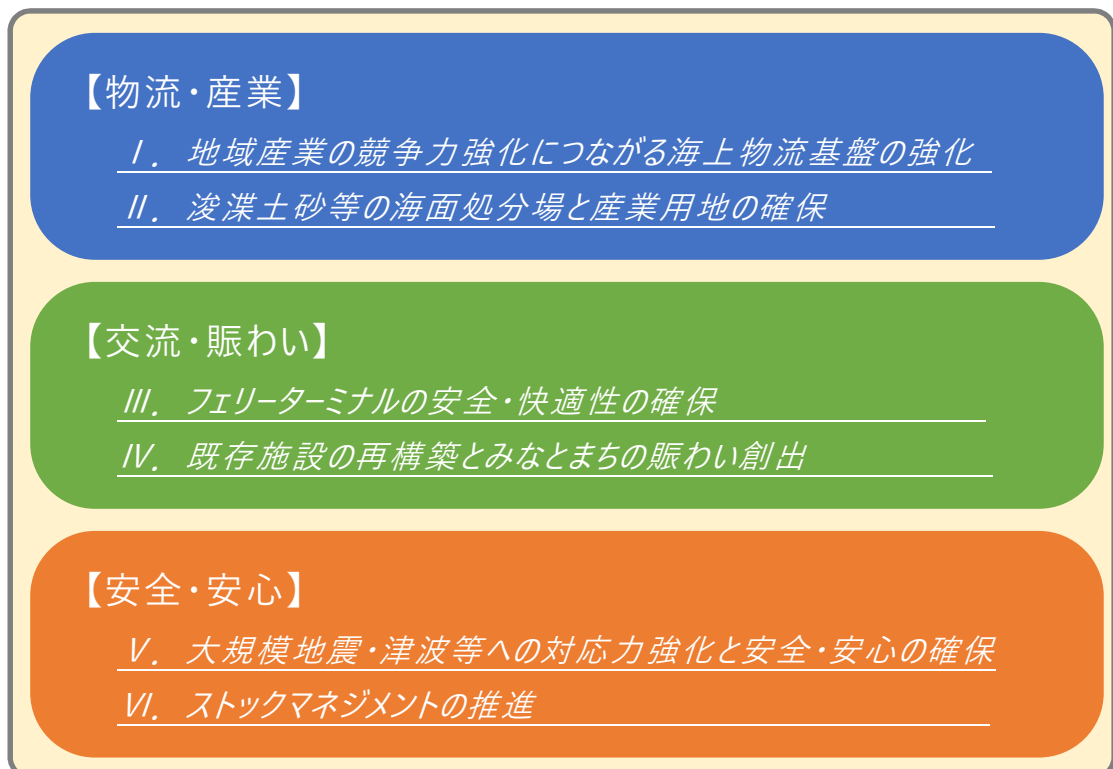 【物流・産業】
Ⅰ. 地域産業の競争力強化につながる海上物流基盤の強化
Ⅱ. 浚渫土砂等の海面処分場と産業用地の確保
【交流・賑わい】
Ⅲ. フェリーターミナルの安全・快適性の確保
Ⅳ. 既存施設の再構築とみなとまちの賑わい創出
【安全・安心】
Ⅴ. 大規模地震・津波等への対応力強化と安全・安心の確保
Ⅵ. ストックマネジメントの推進